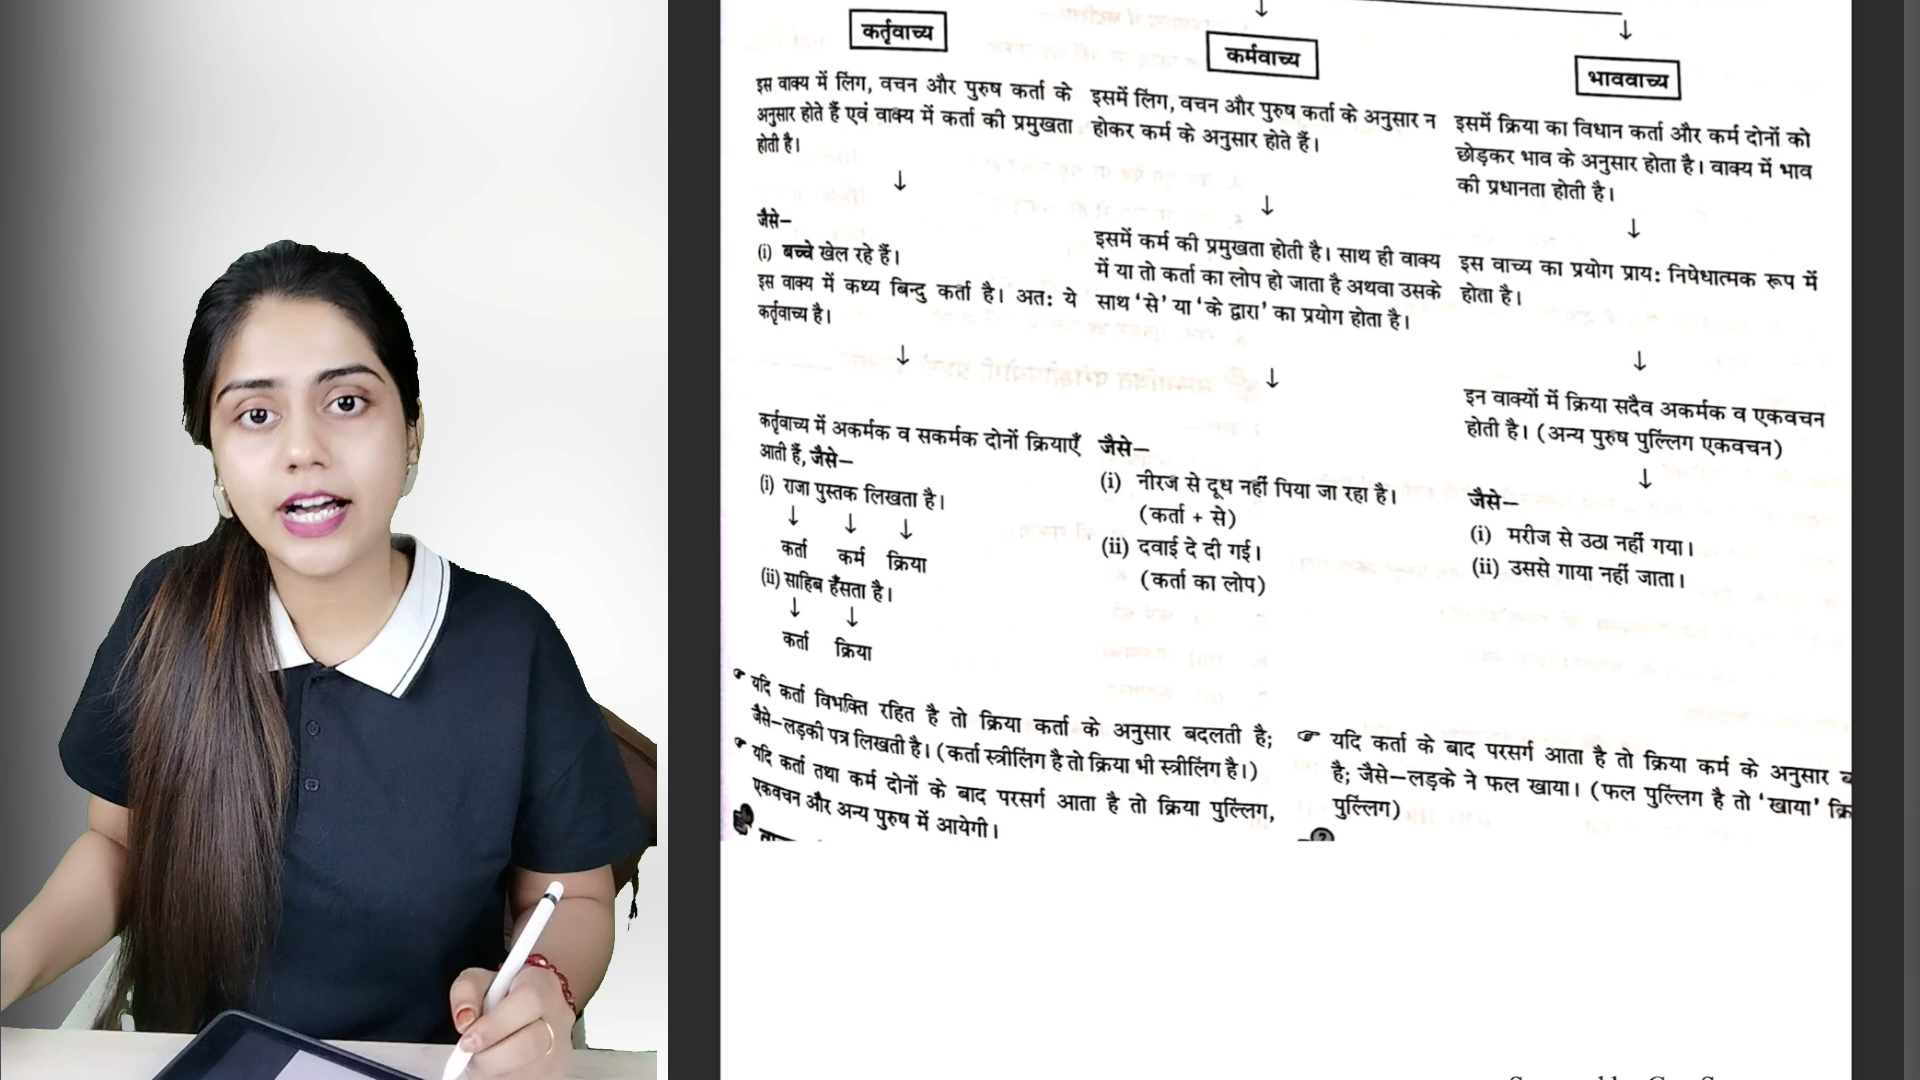 कर्तृवाच्य
इस वाक्य में लिंग, वचन और पुरुष कर्ता के
अनुसार होते हैं एवं वाक्य में कर्ता की प्रमुखता
होती है।
↓
जैसे–
(i) बच्चे खेल रहे हैं।
इस वाक्य में कथ्य बिन्दु कर्ता है। अतः ये
कर्तृवाच्य है।
↓
कर्तृवाच्य में अकर्मक व सकर्मक दोनों क्रियाएँ
आती हैं, जैसे–
(i) राजा पुस्तक लिखता है।
↓ ↓ ↓
कर्ता कर्म क्रिया
(ii) साहिब हँसता है।
↓ ↓
कर्ता क्रिया
↓
कर्मवाच्य
इसमें लिंग, वचन और पुरुष कर्ता के अनुसार न
होकर कर्म के अनुसार होते हैं।
↓
इसमें कर्म की प्रमुखता होती है। साथ ही वाक्य
में या तो कर्ता का लोप हो जाता है अथवा उसके
साथ ‘से’ या ‘के द्वारा’ का प्रयोग होता है।
↓
जैसे–
(i) नीरज से दूध नहीं पिया जा रहा है।
(कर्ता + से)
(ii) दवाई दे दी गई।
(कर्ता का लोप)
↓
भाववाच्य
इसमें क्रिया का विधान कर्ता और कर्म दोनों को
छोड़कर भाव के अनुसार होता है। वाक्य में भाव
की प्रधानता होती है।
↓
इस वाच्य का प्रयोग प्राय: निषेधात्मक रूप में
होता है।
↓
इन वाक्यों में क्रिया सदैव अकर्मक व एकवचन
होती है। (अन्य पुरुष पुल्लिंग एकवचन)
↓
जैसे–
(i) मरीज से उठा नहीं गया।
(ii) उससे गाया नहीं जाता।
☞ यदि कर्ता विभक्ति रहित है तो क्रिया कर्ता के अनुसार बदलती है;
जैसे–लड़की पत्र लिखती है। (कर्ता स्त्रीलिंग है तो क्रिया भी स्त्रीलिंग है।)
☞ यदि कर्ता तथा कर्म दोनों के बाद परसर्ग आता है तो क्रिया पुल्लिंग,
एकवचन और अन्य पुरुष में आयेगी।
☞ यदि कर्ता के बाद परसर्ग आता है तो क्रिया कर्म के अनुसार
है; जैसे–लड़के ने फल खाया। (फल पुल्लिंग है तो ‘खाया’
पुल्लिंग)